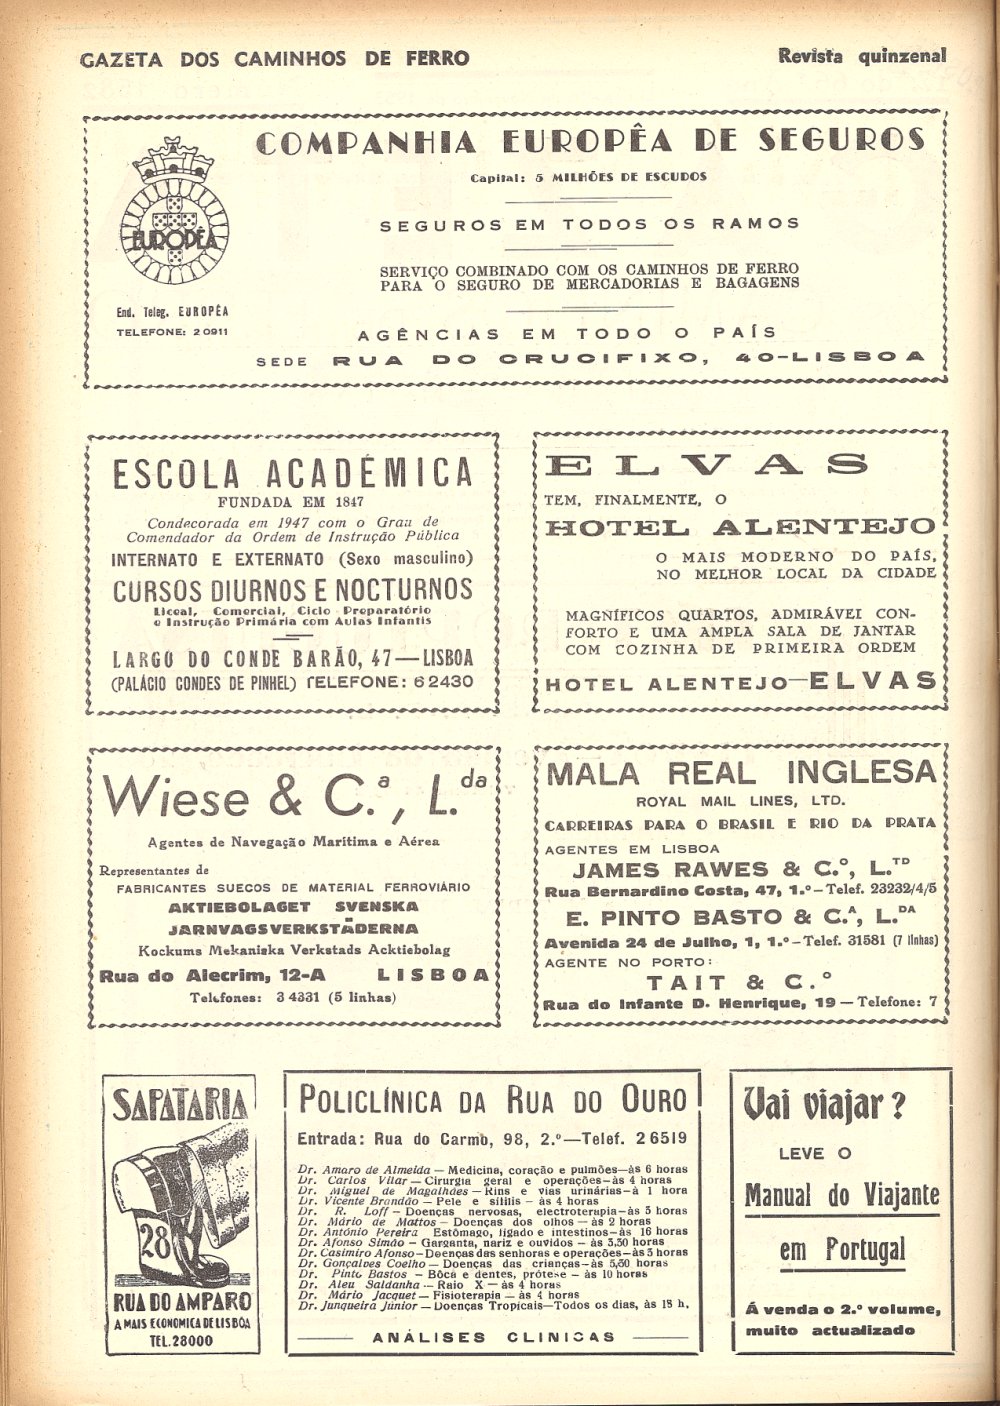 GAZETA DOS CAMINHOS DE FERRO
Revista quinzenal
COMPANHIA EUROPÊA DE SEGUROS
Capital: 5 MILHÕES DE ESCUDOS
SEGUROS EM TODOS OS RAMOS
SERVIÇO COMBINADO COM OS CAMINHOS DE FERRO
PARA O SEGURO DE MERCADORIAS E BAGAGENS
AGÊNCIAS EM TODO O PAÍS
SEDE RUA DO CRUCIFIXO, 40-LISBOA
EUROPÊA
End. Teleg. EUROPÊA
TELEFONE: 20911
ESCOLA ACADÉMICA
FUNDADA EM 1847
Condecorada em 1947 com o Grau de
Comendador da Ordem de Instrução Pública
INTERNATO E EXTERNATO (Sexo masculino)
CURSOS DIURNOS E NOCTURNOS
Liceal, Comercial, Ciclo Preparatório
e Instrução Primária com Aulas Infantis
LARGO DO CONDE BARÃO, 47—LISBOA
(PALÁCIO CONDES DE PINHEL) TELEFONE: 62430
ELVAS
TEM, FINALMENTE, O
HOTEL ALENTEJO
O MAIS MODERNO DO PAÍS,
NO MELHOR LOCAL DA CIDADE
MAGNÍFICOS QUARTOS, ADMIRÁVEI CON-
FORTO E UMA AMPLA SALA DE JANTAR
COM COZINHA DE PRIMEIRA ORDEM
HOTEL ALENTEJO—ELVAS
Wiese & C.ª, L.da
Agentes de Navegação Marítima e Aérea
Representantes de
FABRICANTES SUECOS DE MATERIAL FERROVIÁRIO
AKTIEBOLAGET SVENSKA
JARNVAGSVERKSTÄDERNA
Kockums Mekaniska Verkstads Acktiebolag
Rua do Alecrim, 12-A LISBOA
Telefones: 34331 (5 linhas)
MALA REAL INGLESA
ROYAL MAIL LINES, LTD.
CARREIRAS PARA O BRASIL E RIO DA PRATA
AGENTES EM LISBOA
JAMES RAWES & C.º, L.TD
Rua Bernardino Costa, 47, 1.º—Telef. 23232/4/5
E. PINTO BASTO & C.ª, L.DA
Avenida 24 de Julho, 1, 1.º—Telef. 31581 (7 linhas)
AGENTE NO PORTO:
TAIT & C.º
Rua do Infante D. Henrique, 19—Telefone: 7
SAPATARIA
28
RUA DO AMPARO
A MAIS ECONOMICA DE LISBÔA
TEL. 28000
POLICLÍNICA DA RUA DO OURO
Entrada: Rua do Carmo, 98, 2.º—Telef. 26519
Dr. Amaro de Almeida—Medicina, coração e pulmões—às 6 horas
Dr. Carlos Vilar—Cirurgia geral e operações—às 4 horas
Dr. Miguel de Magalhães—Rins e vias urinárias—à 1 hora
Dr. Vicente Brandão—Pele e sífilis—às 4 horas
Dr. R. Loff—Doenças nervosas, electroterapia—às 3 horas
Dr. Mário de Mattos—Doenças dos olhos—às 2 horas
Dr. António Pereira Estômago, fígado e intestinos—às 16 horas
Dr. Afonso Simão—Garganta, nariz e ouvidos—às 3,30 horas
Dr. Casimiro Afonso—Doenças das senhoras e operações—às 3 horas
Dr. Gonçalves Coelho—Doenças das crianças—às 5,30 horas
Dr. Pinto Bastos—Bôca e dentes, prótese—às 10 horas
Dr. Aleu Saldanha—Raio X—às 4 horas
Dr. Mário Jacquet—Fisioterapia—às 4 horas
Dr. Junqueira Júnior—Doenças Tropicais—Todos os dias, às 18 h.
ANÁLISES CLINICAS
Vai viajar?
LEVE O
Manual do Viajante
em Portugal
Á venda o 2.º volume,
muito actualizado